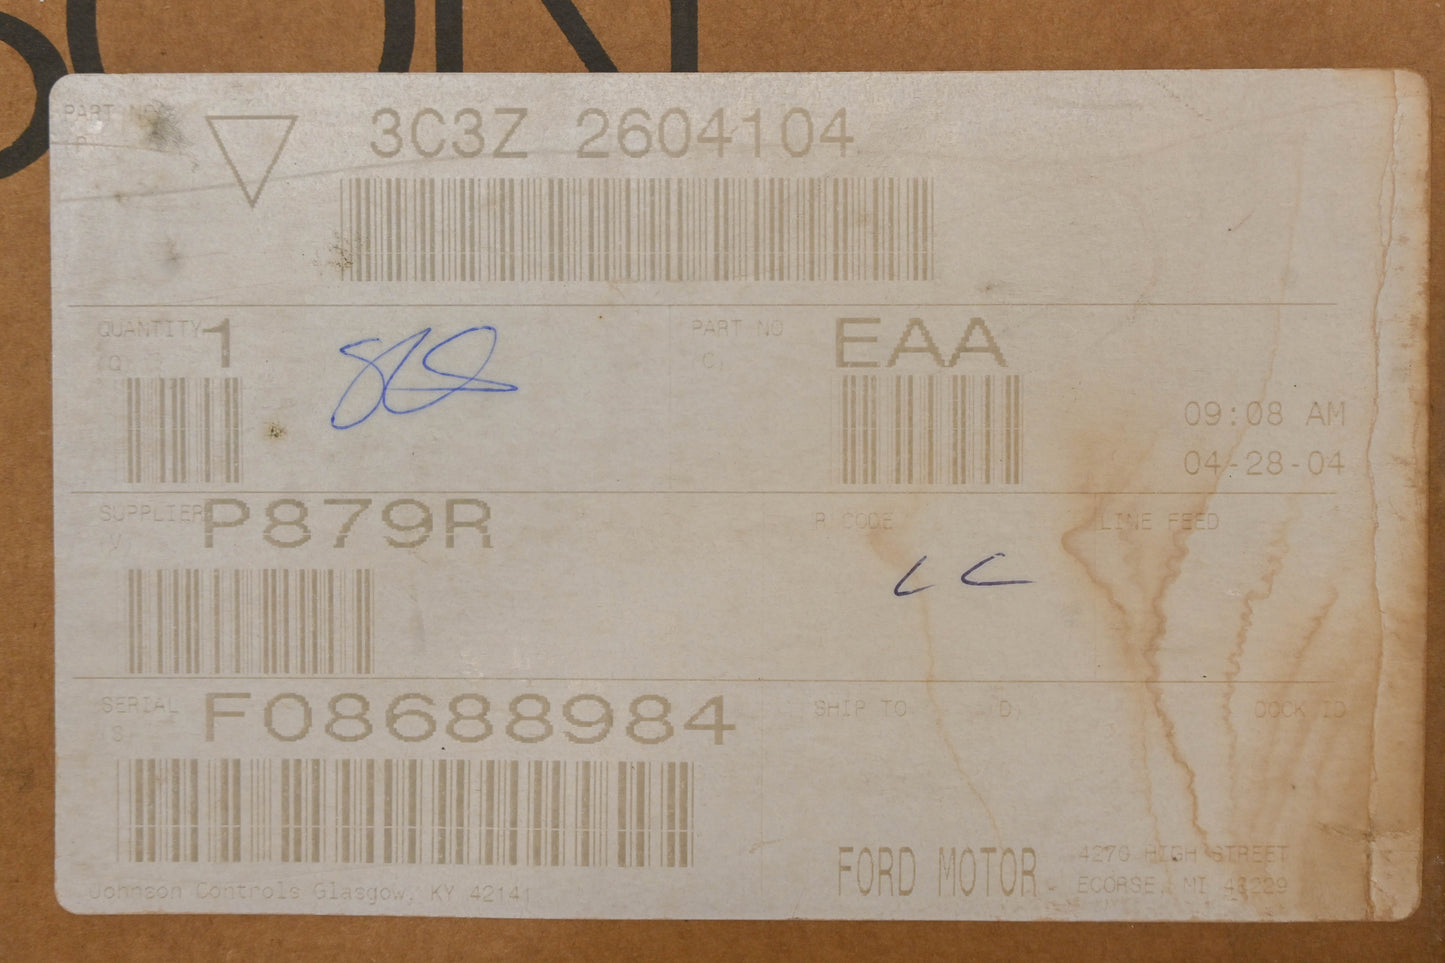 PART NO
3C3Z 2604104
QUANTITY 1
(Q)
PART NO EAA
(C)
09:08 AM
04-28-04
SUPPLIER P879R
(V)
R CODE
LINE FEED
SERIAL F08688984
(S)
SHIP TO
DOCK ID
FORD MOTOR
4270 HIGH STREET
ECORSE, MI 48229
Johnson Controls Glasgow, KY 42141